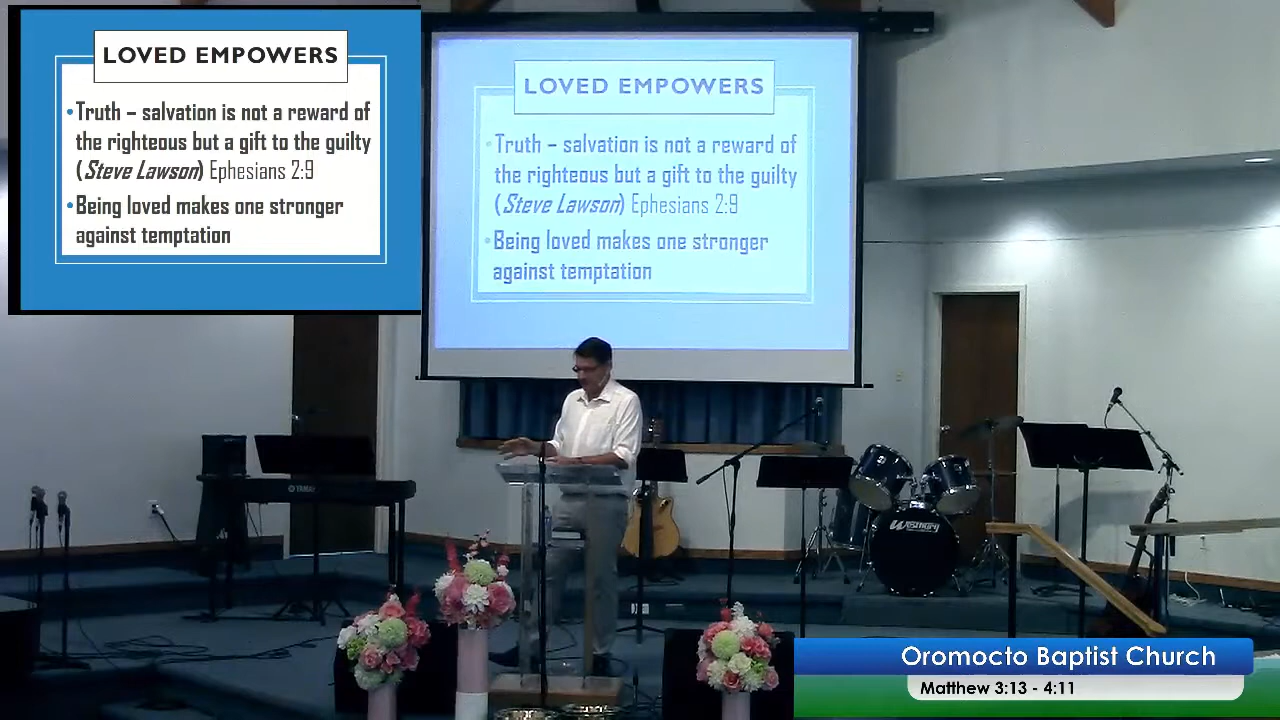 LOVED EMPOWERS
•Truth – salvation is not a reward of
the righteous but a gift to the guilty
(Steve Lawson) Ephesians 2:9
•Being loved makes one stronger
against temptation
LOVED EMPOWERS
•Truth – salvation is not a reward of
the righteous but a gift to the guilty
(Steve Lawson) Ephesians 2:9
•Being loved makes one stronger
against temptation
YAMAHA
Westbury
Oromocto Baptist Church
Matthew 3:13 - 4:11